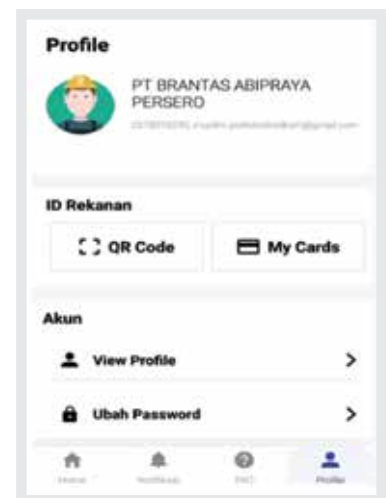 Profile
PT BRANTAS ABIPRAYA
PERSERO
ID Rekanan
QR Code
My Cards
Akun
View Profile
Ubah Password
Home
Notifikasi
FAQ
Profile